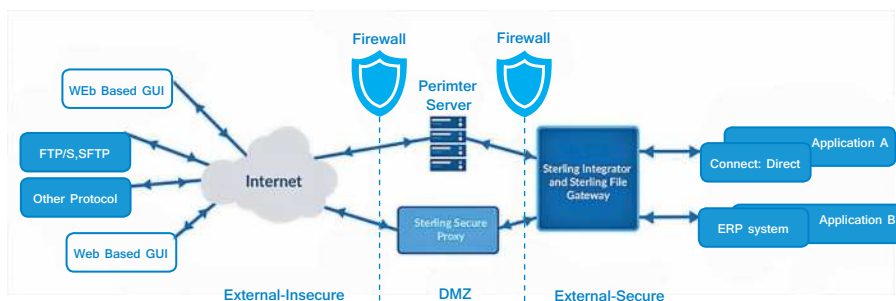 Firewall
Firewall
WEb Based GUI
Perimter
Server
FTP/S,SFTP
Other Protocol
Web Based GUI
Internet
Sterling Secure
Proxy
Sterling Integrator
and Sterling File
Gateway
Application A
Connect: Direct
Application B
ERP system
External-Insecure
DMZ
External-Secure